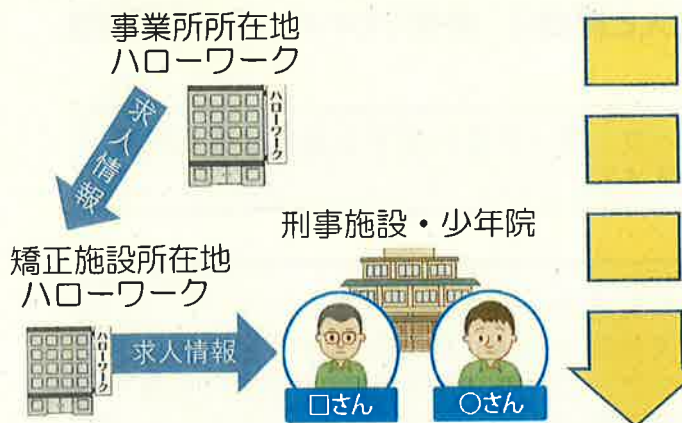 事業所所在地
ハローワーク
ハローワーク
求人情報
刑事施設・少年院
矯正施設所在地
ハローワーク
ハローワーク
求人情報
□さん
○さん